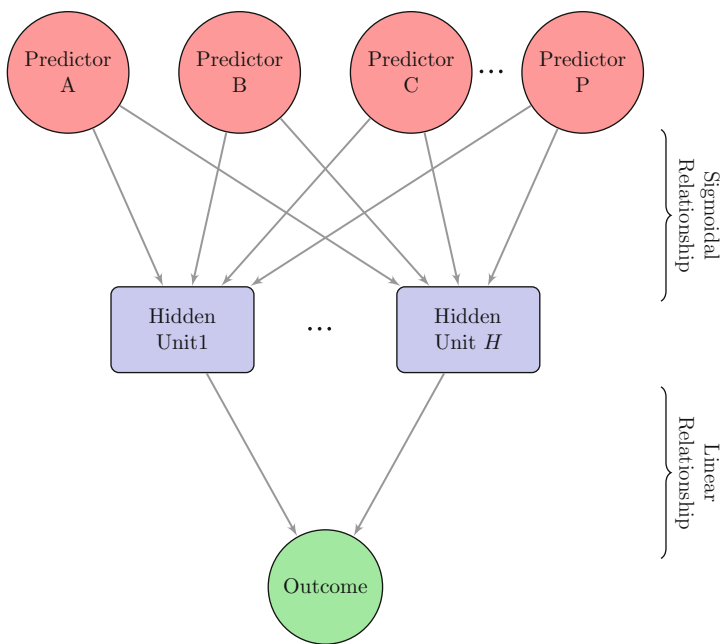 Predictor
A
Predictor
B
Predictor
C
...
Predictor
P
Sigmoidal
Relationship
Hidden
Unit1
...
Hidden
Unit H
Linear
Relationship
Outcome